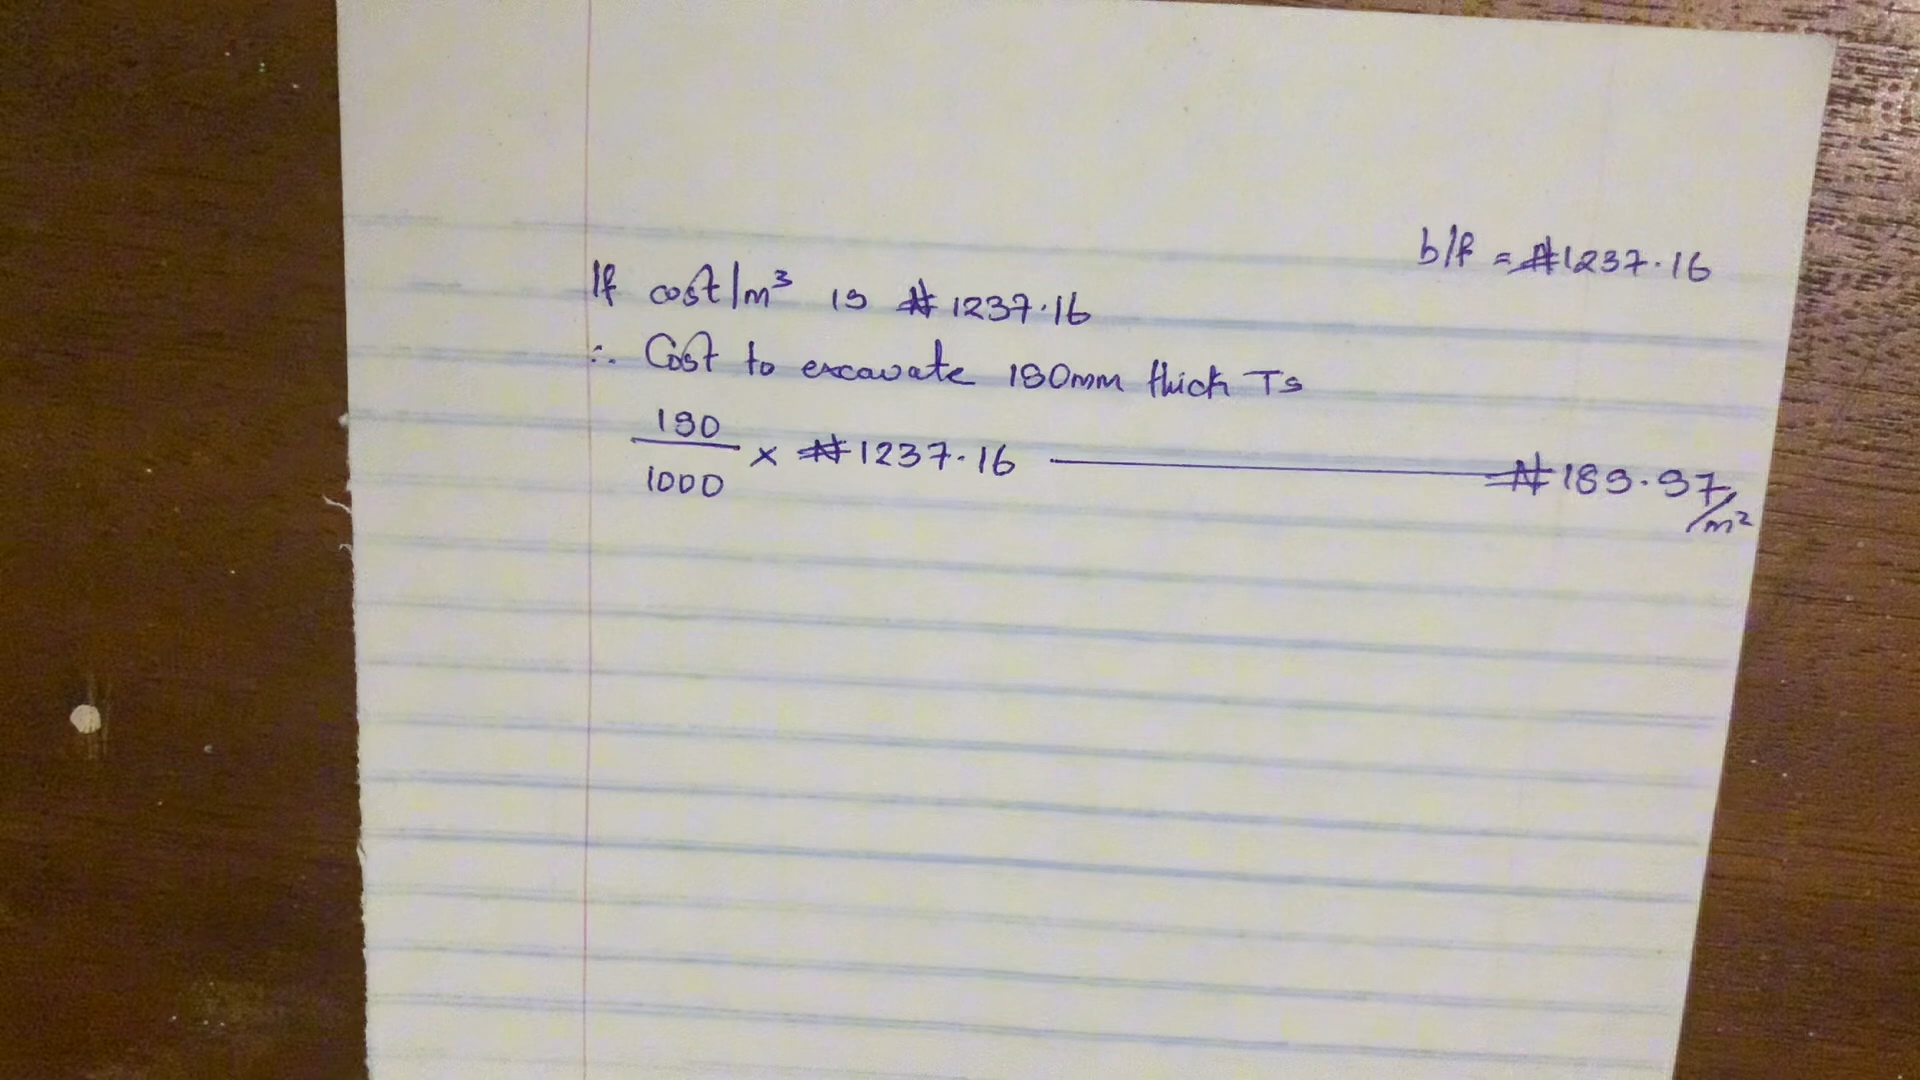 b/f = ₦1237.16
If cost/m³ is ₦1237.16
∴ Cost to excavate 150mm thick Ts
150
1000 × ₦1237.16 — ₦185.57
/m²